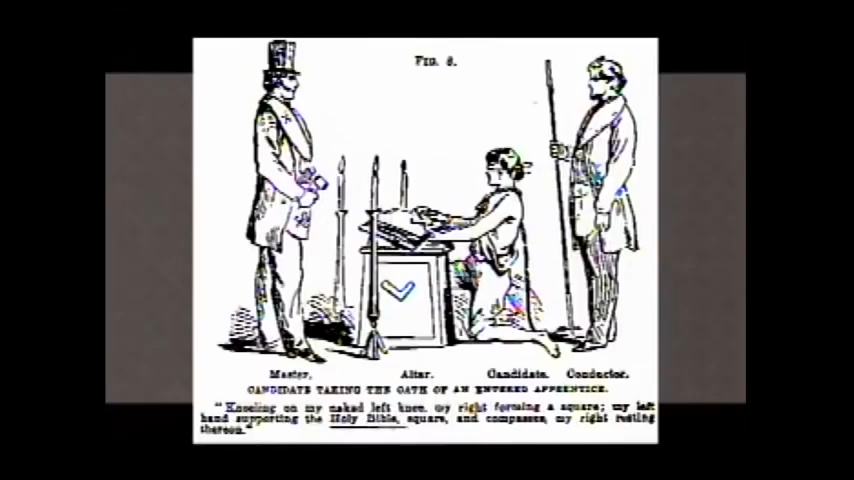 FIG. 8.
Master. Altar. Candidate. Conductor.
CANDIDATE TAKING THE OATH OF AN ENTERED APPRENTICE.
"Kneeling on my naked left knee, my right forming a square; my left
hand supporting the Holy Bible, square, and compasses, my right resting
thereon."